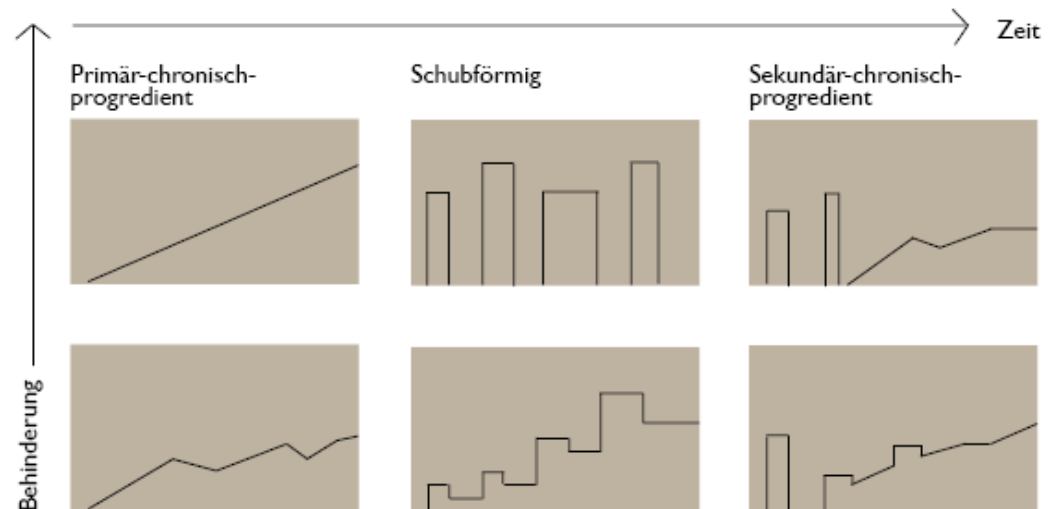 Zeit
Primär-chronisch-
progredient
Schubförmig
Sekundär-chronisch-
progredient
Behinderung